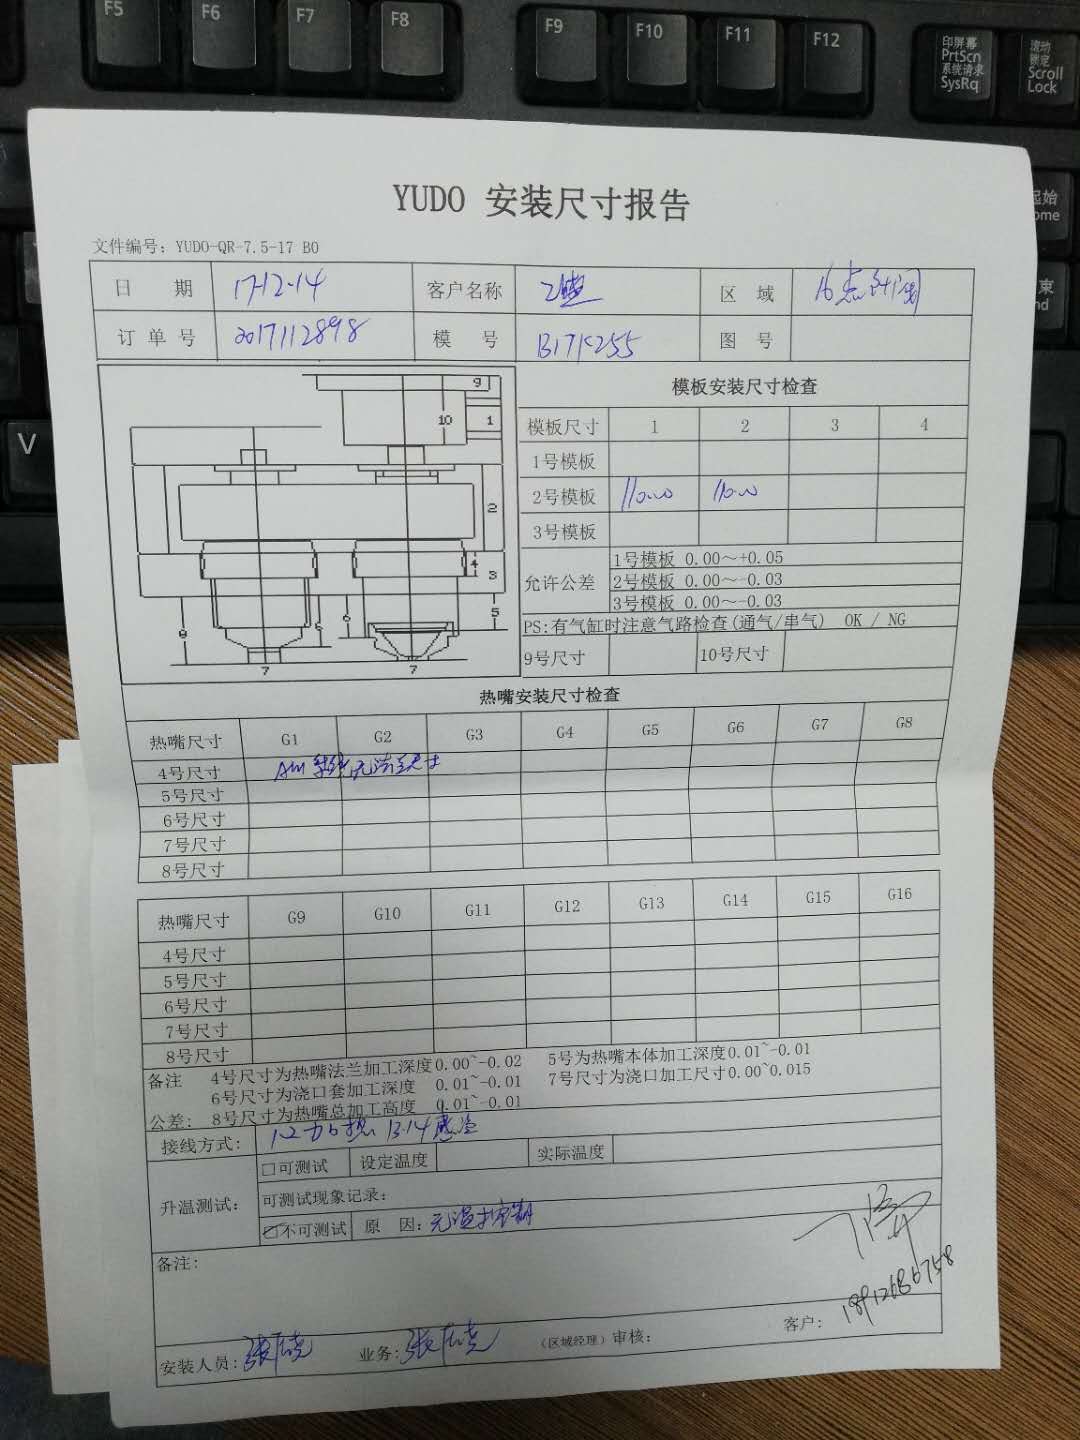 F5 F6 F7 F8 F9 F10 F11 F12 印屏幕 PrtScn 系统请求 SysRq 滚动锁定 Scroll Lock
V
YUDO 安装尺寸报告
文件编号: YUDO-QR-7.5-17 B0
日 期 17-12-14 客户名称 区 域
订 单 号 2017112898 模 号 B17K255 图 号
模板安装尺寸检查
模板尺寸 1 2 3 4
1号模板
2号模板 110.00 110.00
3号模板
允许公差 1号模板 0.00～+0.05
2号模板 0.00～-0.03
3号模板 0.00～-0.03
PS:有气缸时注意气路检查(通气/串气) OK / NG
9号尺寸 10号尺寸
9
10 1
2
4
3
5
8 6
7 7
热嘴安装尺寸检查
热嘴尺寸 G1 G2 G3 G4 G5 G6 G7 G8
4号尺寸
5号尺寸
6号尺寸
7号尺寸
8号尺寸
热嘴尺寸 G9 G10 G11 G12 G13 G14 G15 G16
4号尺寸
5号尺寸
6号尺寸
7号尺寸
8号尺寸
备注 4号尺寸为热嘴法兰加工深度0.00~-0.02 5号为热嘴本体加工深度0.01~-0.01
6号尺寸为浇口套加工深度 0.01~-0.01 7号尺寸为浇口加工尺寸0.00~0.015
公差: 8号尺寸为热嘴总加工高度 0.01~-0.01
接线方式: 1-2加热 13.14感温
升温测试: □可测试 设定温度 实际温度
可测试现象记录:
不可测试 原 因: 无温控制
备注:
18912686758
安装人员: 业务: (区域经理)审核: 客户: